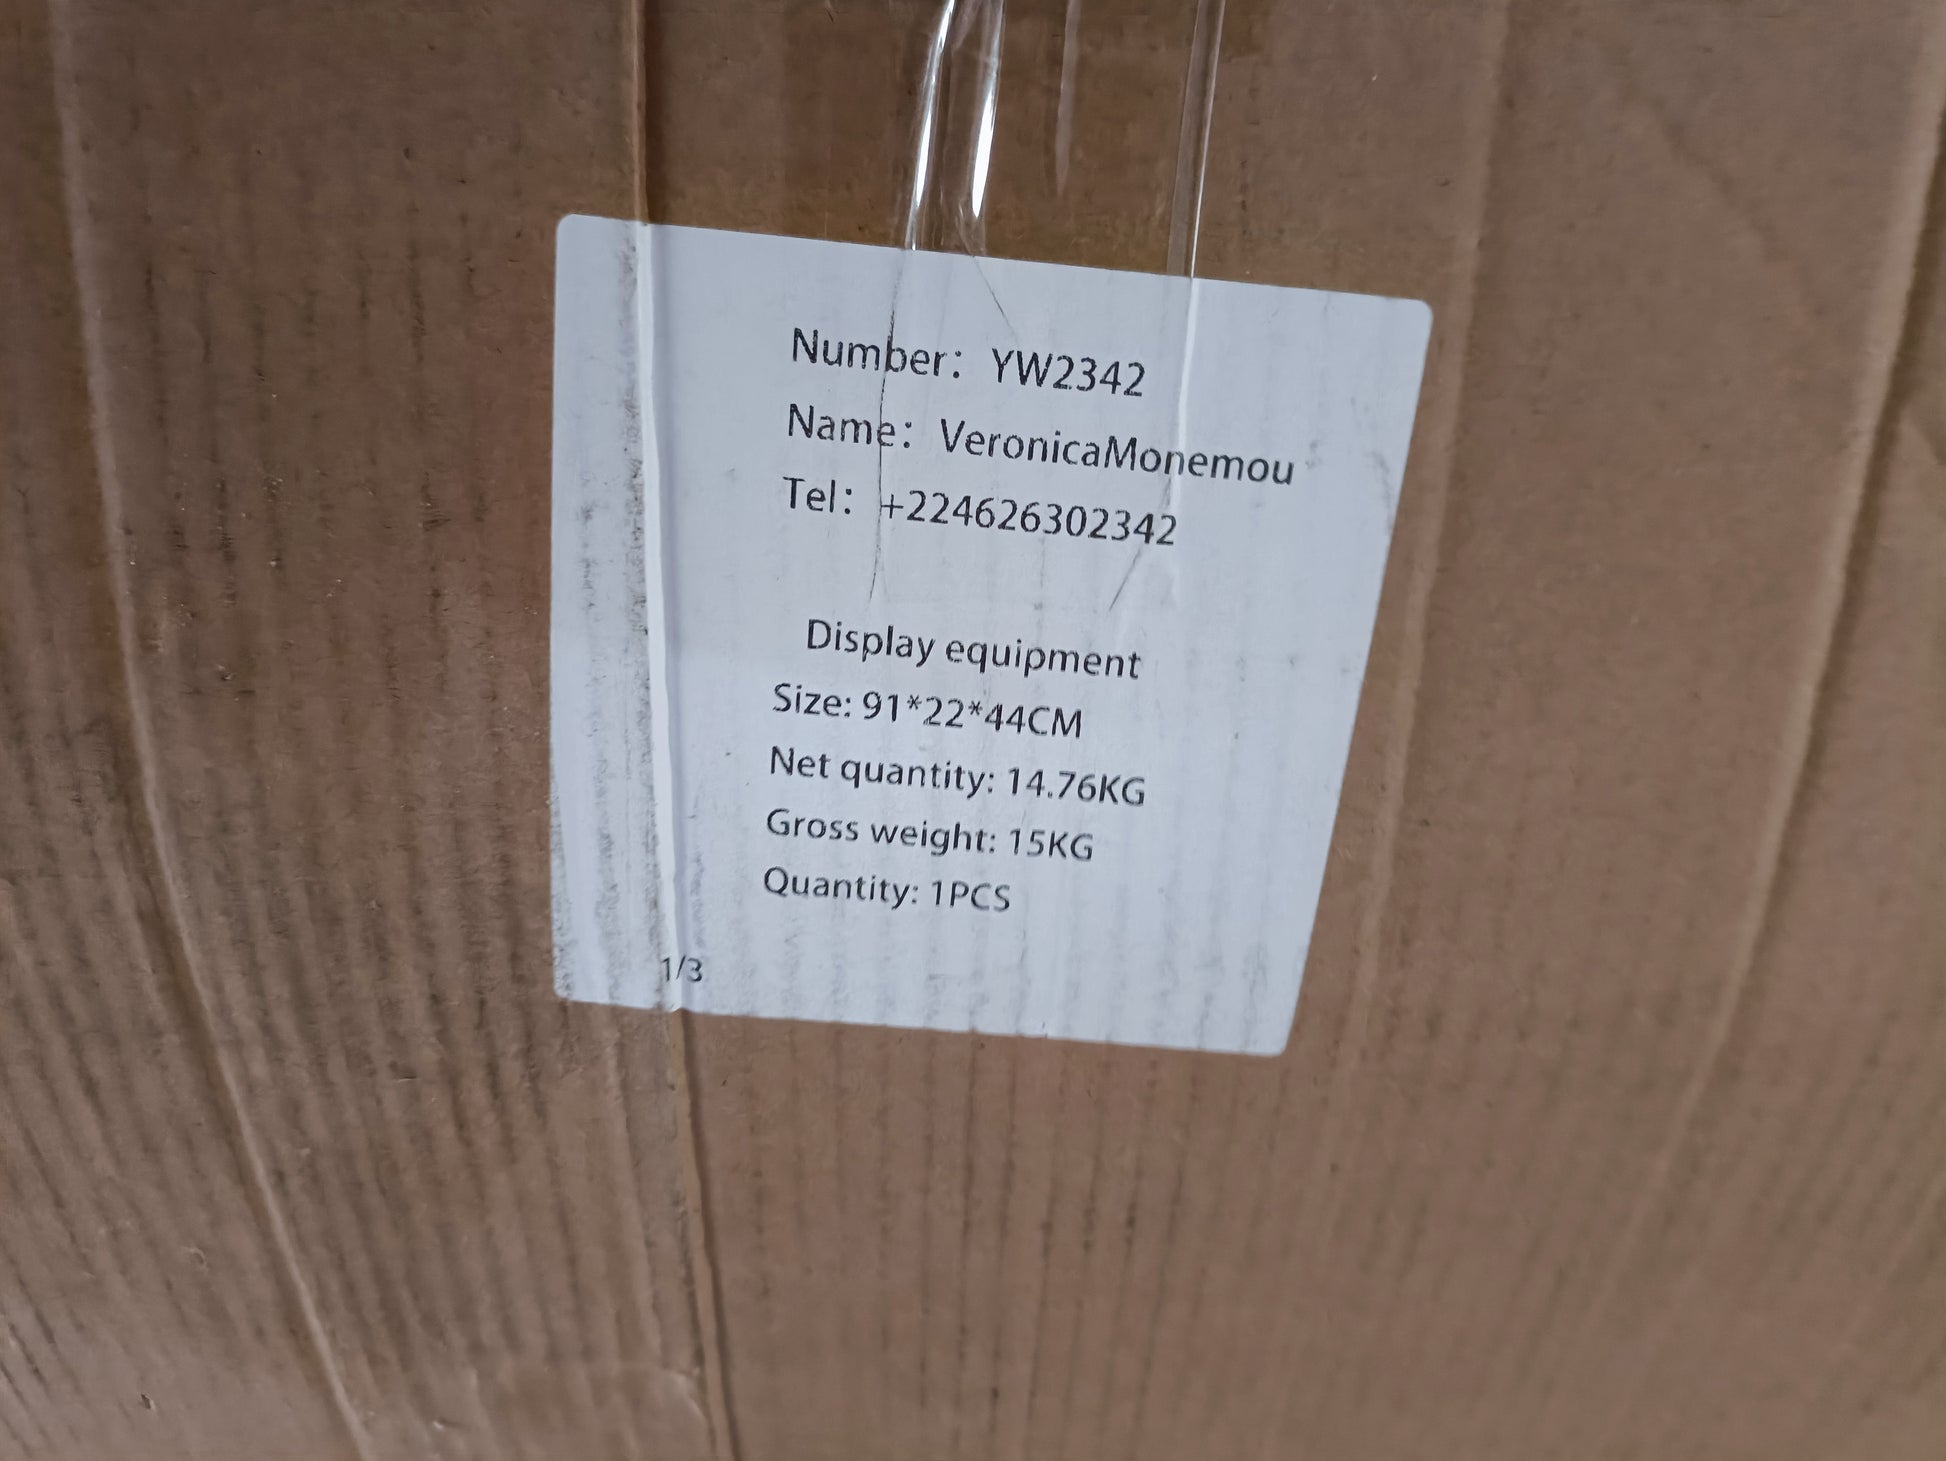 Number: YW2342
Name: VeronicaMonemou
Tel: +224626302342
Display equipment
Size: 91*22*44CM
Net quantity: 14.76KG
Gross weight: 15KG
Quantity: 1PCS
1/3